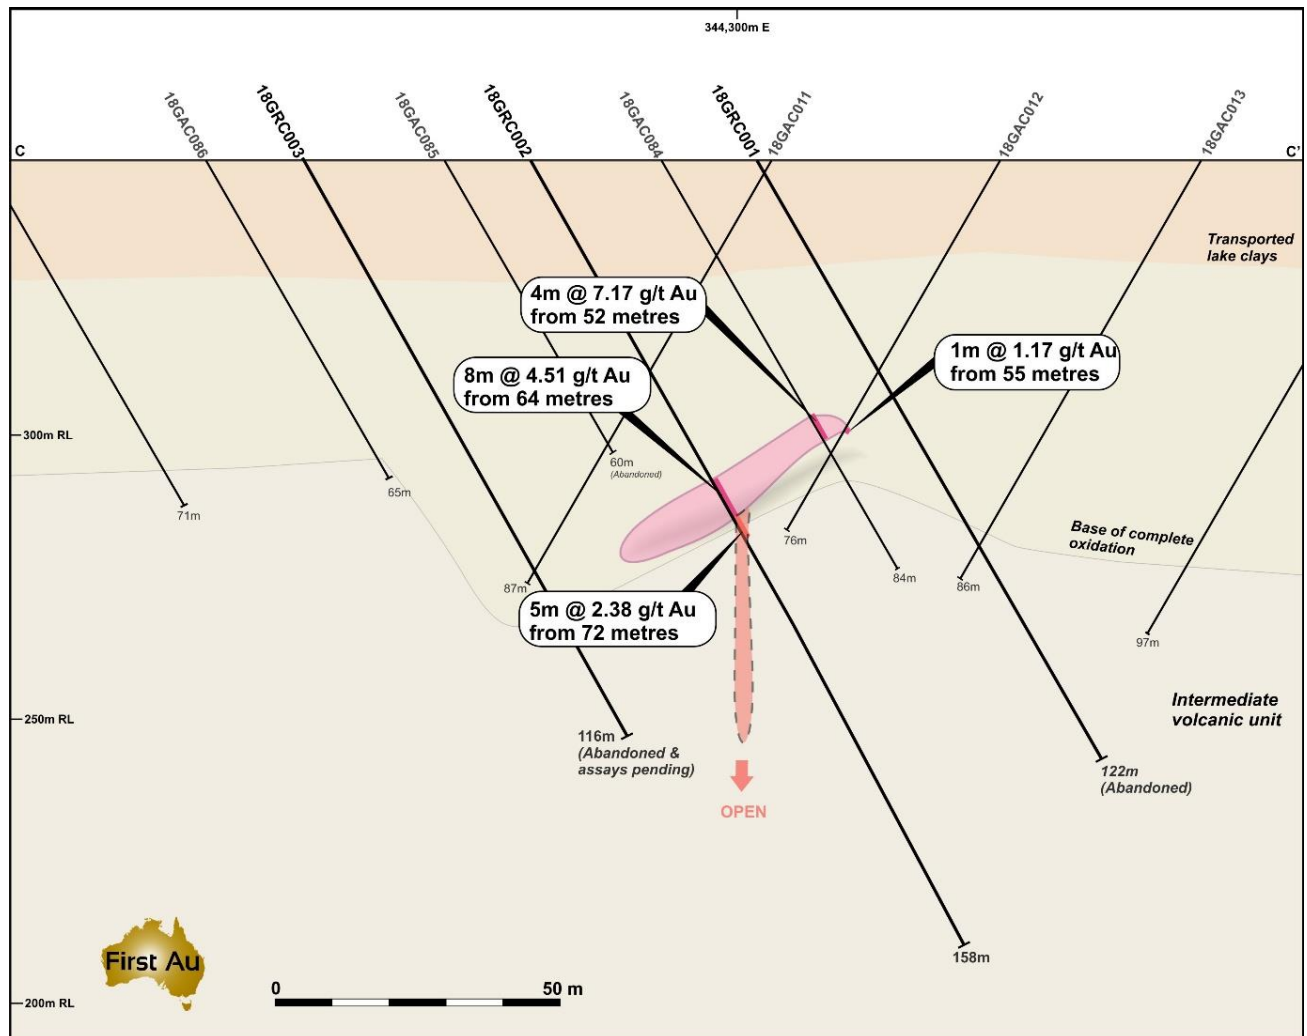 344,300m E
18GAC086
18GRC003
18GAC085
18GRC002
18GAC084
18GRC001
18GAC011
18GAC012
18GAC013
C
C'
Transported
lake clays
4m @ 7.17 g/t Au
from 52 metres
1m @ 1.17 g/t Au
from 55 metres
8m @ 4.51 g/t Au
from 64 metres
300m RL
60m
(Abandoned)
65m
71m
76m
Base of complete
oxidation
84m
86m
87m
5m @ 2.38 g/t Au
from 72 metres
97m
Intermediate
volcanic unit
250m RL
116m
(Abandoned &
assays pending)
122m
(Abandoned)
OPEN
158m
First Au
0
50 m
200m RL